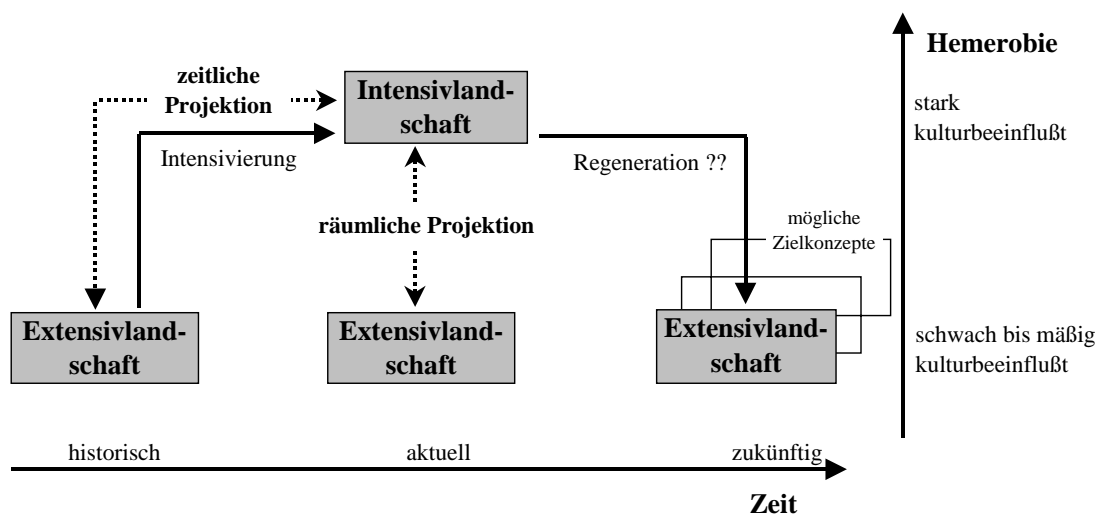 Hemerobie
zeitliche
Projektion
Intensivland-
schaft
stark
kulturbeeinflußt
Intensivierung
Regeneration ??
räumliche Projektion
mögliche
Zielkonzepte
Extensivland-
schaft
Extensivland-
schaft
Extensivland-
schaft
schwach bis mäßig
kulturbeeinflußt
historisch
aktuell
zukünftig
Zeit